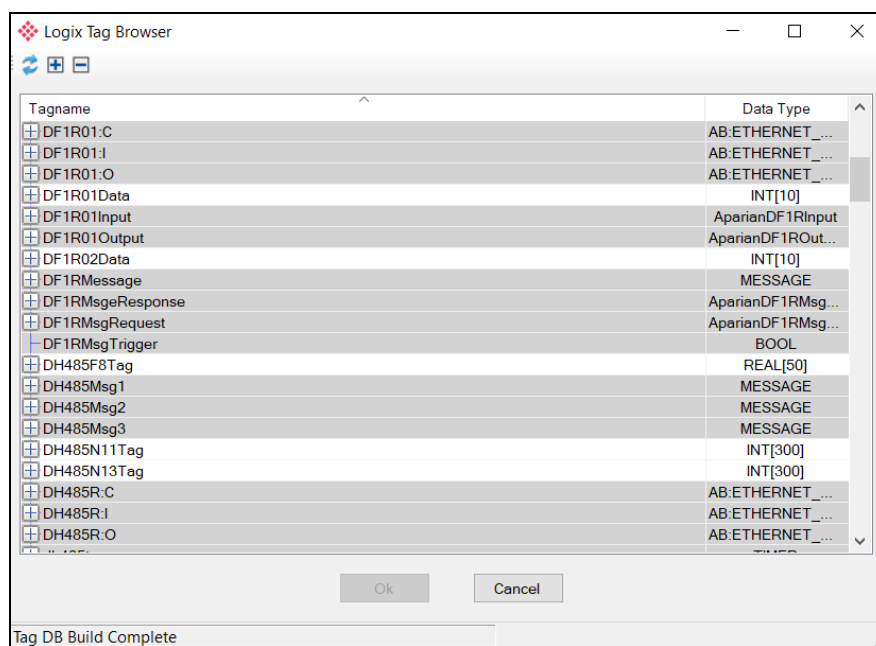 Logix Tag Browser
Tagname Data Type
DF1R01:C AB:ETHERNET_...
DF1R01:I AB:ETHERNET_...
DF1R01:O AB:ETHERNET_...
DF1R01Data INT[10]
DF1R01Input AparianDF1RInput
DF1R01Output AparianDF1ROut...
DF1R02Data INT[10]
DF1RMessage MESSAGE
DF1RMsgeResponse AparianDF1RMsg...
DF1RMsgRequest AparianDF1RMsg...
DF1RMsgTrigger BOOL
DH485F8Tag REAL[50]
DH485Msg1 MESSAGE
DH485Msg2 MESSAGE
DH485Msg3 MESSAGE
DH485N11Tag INT[300]
DH485N13Tag INT[300]
DH485R:C AB:ETHERNET_...
DH485R:I AB:ETHERNET_...
DH485R:O AB:ETHERNET_...
Ok Cancel
Tag DB Build Complete